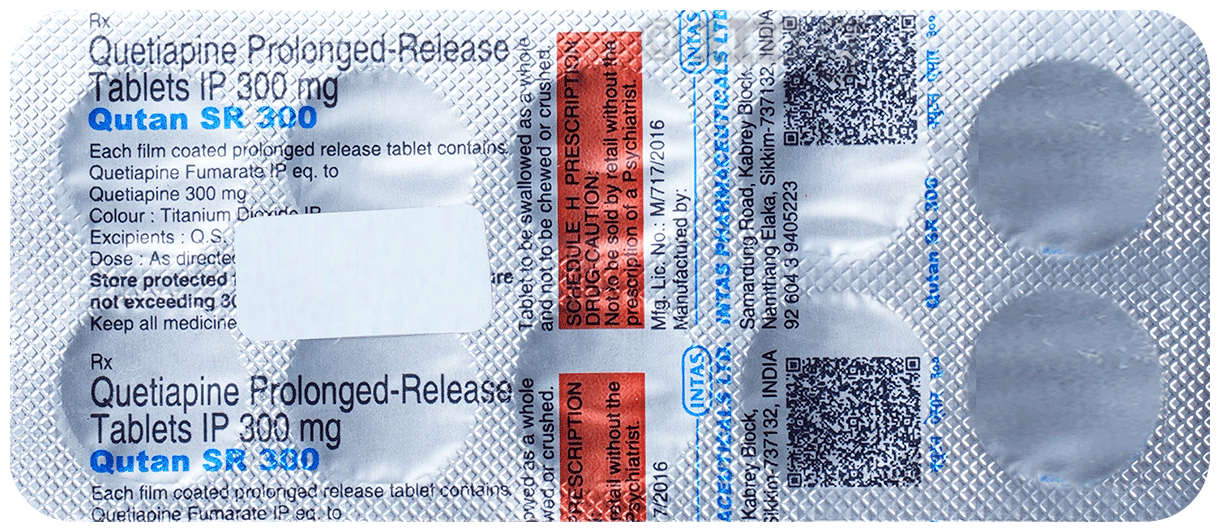 Rx
Quetiapine Prolonged-Release
Tablets IP 300 mg
Qutan SR 300
Each film coated prolonged release tablet contains.
Quetiapine Fumarate IP eq. to
Quetiapine 300 mg
Colour : Titanium Dioxide IP
Excipients : Q.S.
Dose : As directed
Store protected
not exceeding
Keep all medicine
Rx
Quetiapine Prolonged-Release
Tablets IP 300 mg
Qutan SR 300
Each film coated prolonged release tablet contains.
Quetiapine Fumarate IP eq. to
Tablet to be swallowed as a whole
and not to be chewed or crushed.
SCHEDULE H PRESCRIPTION
DRUG-CAUTION:
Not to be sold by retail without the
prescription of a Psychiatrist.
Mfg. Lic. No.: M/717/2016
Manufactured by:
INTAS
INTAS PHARMACEUTICALS LTD
Samardung Road, Kabrey Block,
Namthang Elaka, Sikkim-737132, INDIA
92 604 3 9405223
Qutan SR 300
क्यूटन एसआर ३००
as a whole
or crushed.
PRESCRIPTION
retail without the
Psychiatrist.
/2016
INTAS
ACEUTICALS LTD.
Kabrey Block,
Sikkim-737132, INDIA